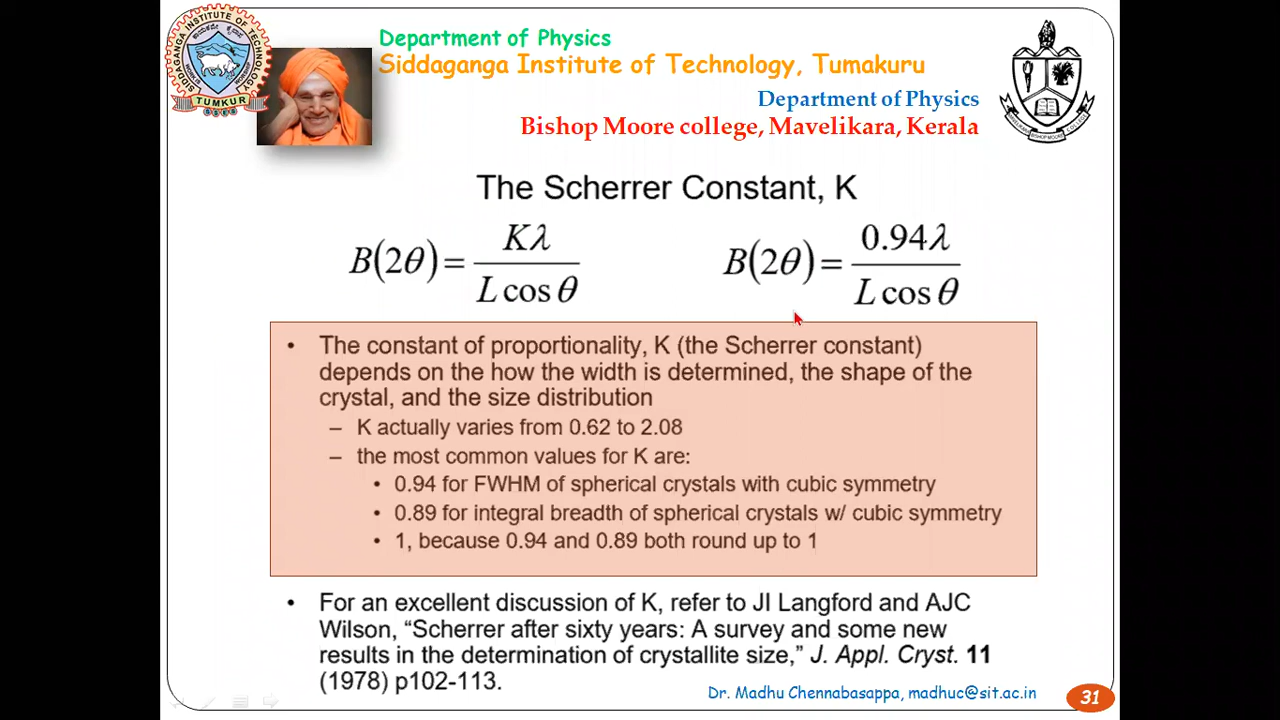 Department of Physics
Siddaganga Institute of Technology, Tumakuru
Department of Physics
Bishop Moore college, Mavelikara, Kerala
SIDDAGANGA INSTITUTE OF TECHNOLOGY
TUMKUR
The Scherrer Constant, K
B(2θ) = Kλ / L cos θ
B(2θ) = 0.94λ / L cos θ
• The constant of proportionality, K (the Scherrer constant)
depends on the how the width is determined, the shape of the
crystal, and the size distribution
– K actually varies from 0.62 to 2.08
– the most common values for K are:
• 0.94 for FWHM of spherical crystals with cubic symmetry
• 0.89 for integral breadth of spherical crystals w/ cubic symmetry
• 1, because 0.94 and 0.89 both round up to 1
• For an excellent discussion of K, refer to JI Langford and AJC
Wilson, “Scherrer after sixty years: A survey and some new
results in the determination of crystallite size,” J. Appl. Cryst. 11
(1978) p102-113.
Dr. Madhu Chennabasappa, madhuc@sit.ac.in
31